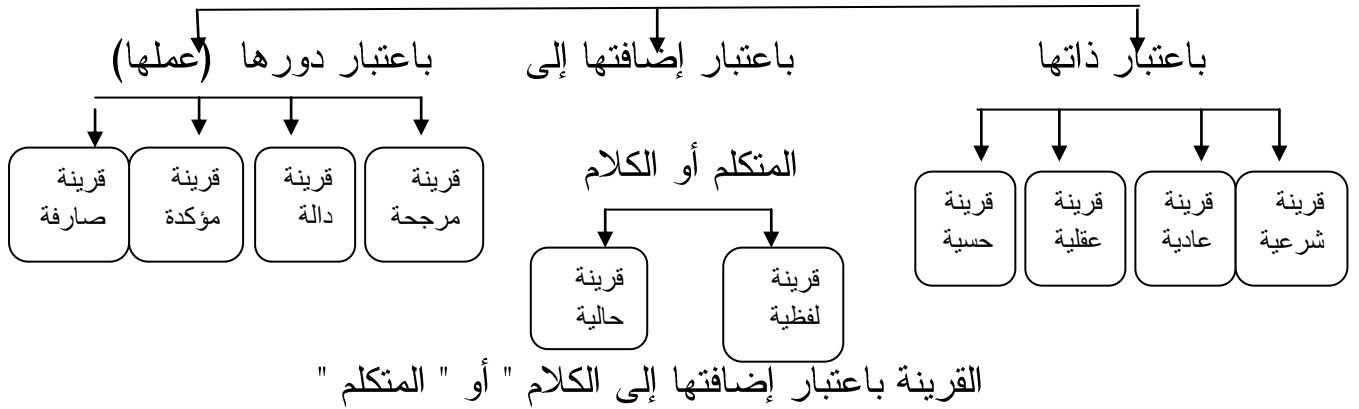 باعتبار ذاتها
باعتبار إضافتها إلى
المتكلم أو الكلام
باعتبار دورها (عملها)
قرينة
شرعية
قرينة
عادية
قرينة
عقلية
قرينة
حسية
قرينة
لفظية
قرينة
حالية
قرينة
مرجحة
قرينة
دالة
قرينة
مؤكدة
قرينة
صارفة
القرينة باعتبار إضافتها إلى الكلام " أو " المتكلم "